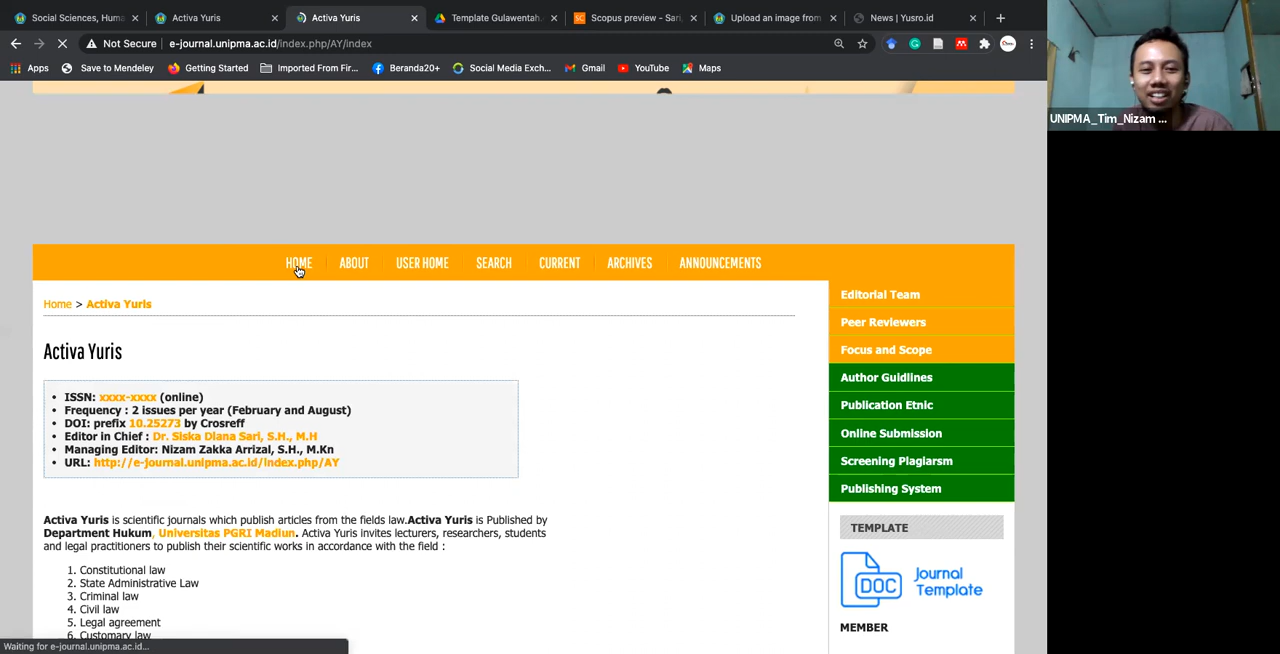 Social Sciences, Huma
Activa Yuris
Activa Yuris
Template Gulawentah.
Scopus preview - Sari,
Upload an image from
News | Yusro.id
Not Secure | e-journal.unipma.ac.id/index.php/AY/index
Apps
Save to Mendeley
Getting Started
Imported From Fir...
Beranda20+
Social Media Exch...
Gmail
YouTube
Maps
UNIPMA_Tim_Nizam ...
HOME
ABOUT
USER HOME
SEARCH
CURRENT
ARCHIVES
ANNOUNCEMENTS
Home > Activa Yuris
Activa Yuris
• ISSN: xxxx-xxxx (online)
• Frequency : 2 issues per year (February and August)
• DOI: prefix 10.25273 by Crosreff
• Editor in Chief : Dr. Siska Diana Sari, S.H., M.H
• Managing Editor: Nizam Zakka Arrizal, S.H., M.Kn
• URL: http://e-journal.unipma.ac.id/index.php/AY
Activa Yuris is scientific journals which publish articles from the fields law.Activa Yuris is Published by
Department Hukum, Universitas PGRI Madiun. Activa Yuris invites lecturers, researchers, students
and legal practitioners to publish their scientific works in accordance with the field :
1. Constitutional law
2. State Administrative Law
3. Criminal law
4. Civil law
5. Legal agreement
6. Customary law
Editorial Team
Peer Reviewers
Focus and Scope
Author Guidlines
Publication Etnic
Online Submission
Screening Plagiarsm
Publishing System
TEMPLATE
DOC
Journal
Template
MEMBER
Waiting for e-journal.unipma.ac.id...